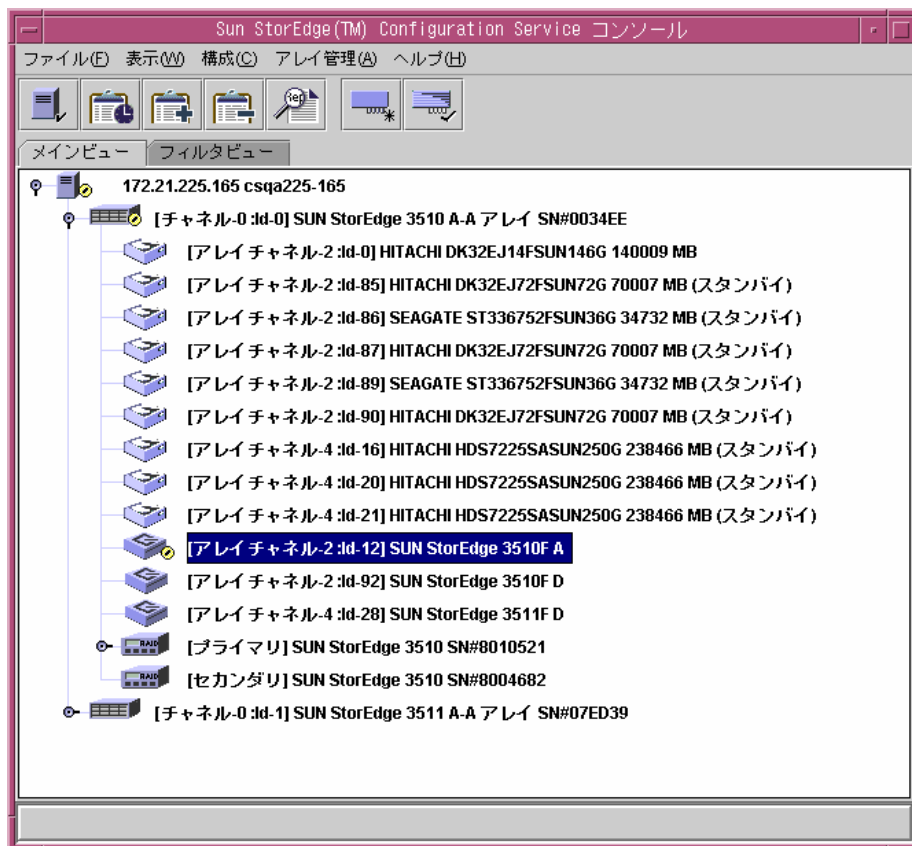 Sun StorEdge(TM) Configuration Service コンソール
ファイル(F) 表示(W) 構成(C) アレイ管理(A) ヘルプ(H)
Rep
メインビュー フィルタビュー
172.21.225.165 csqa225-165
[チャネル-0 :Id-0] SUN StorEdge 3510 A-A アレイ SN#0034EE
[アレイチャネル-2 :Id-0] HITACHI DK32EJ14FSUN146G 140009 MB
[アレイチャネル-2 :Id-85] HITACHI DK32EJ72FSUN72G 70007 MB (スタンバイ)
[アレイチャネル-2 :Id-86] SEAGATE ST336752FSUN36G 34732 MB (スタンバイ)
[アレイチャネル-2 :Id-87] HITACHI DK32EJ72FSUN72G 70007 MB (スタンバイ)
[アレイチャネル-2 :Id-89] SEAGATE ST336752FSUN36G 34732 MB (スタンバイ)
[アレイチャネル-2 :Id-90] HITACHI DK32EJ72FSUN72G 70007 MB (スタンバイ)
[アレイチャネル-4 :Id-16] HITACHI HDS7225SASUN250G 238466 MB (スタンバイ)
[アレイチャネル-4 :Id-20] HITACHI HDS7225SASUN250G 238466 MB (スタンバイ)
[アレイチャネル-4 :Id-21] HITACHI HDS7225SASUN250G 238466 MB (スタンバイ)
[アレイチャネル-2 :Id-12] SUN StorEdge 3510F A
[アレイチャネル-2 :Id-92] SUN StorEdge 3510F D
[アレイチャネル-4 :Id-28] SUN StorEdge 3511F D
RAID [プライマリ] SUN StorEdge 3510 SN#8010521
RAID [セカンダリ] SUN StorEdge 3510 SN#8004682
[チャネル-0 :Id-1] SUN StorEdge 3511 A-A アレイ SN#07ED39